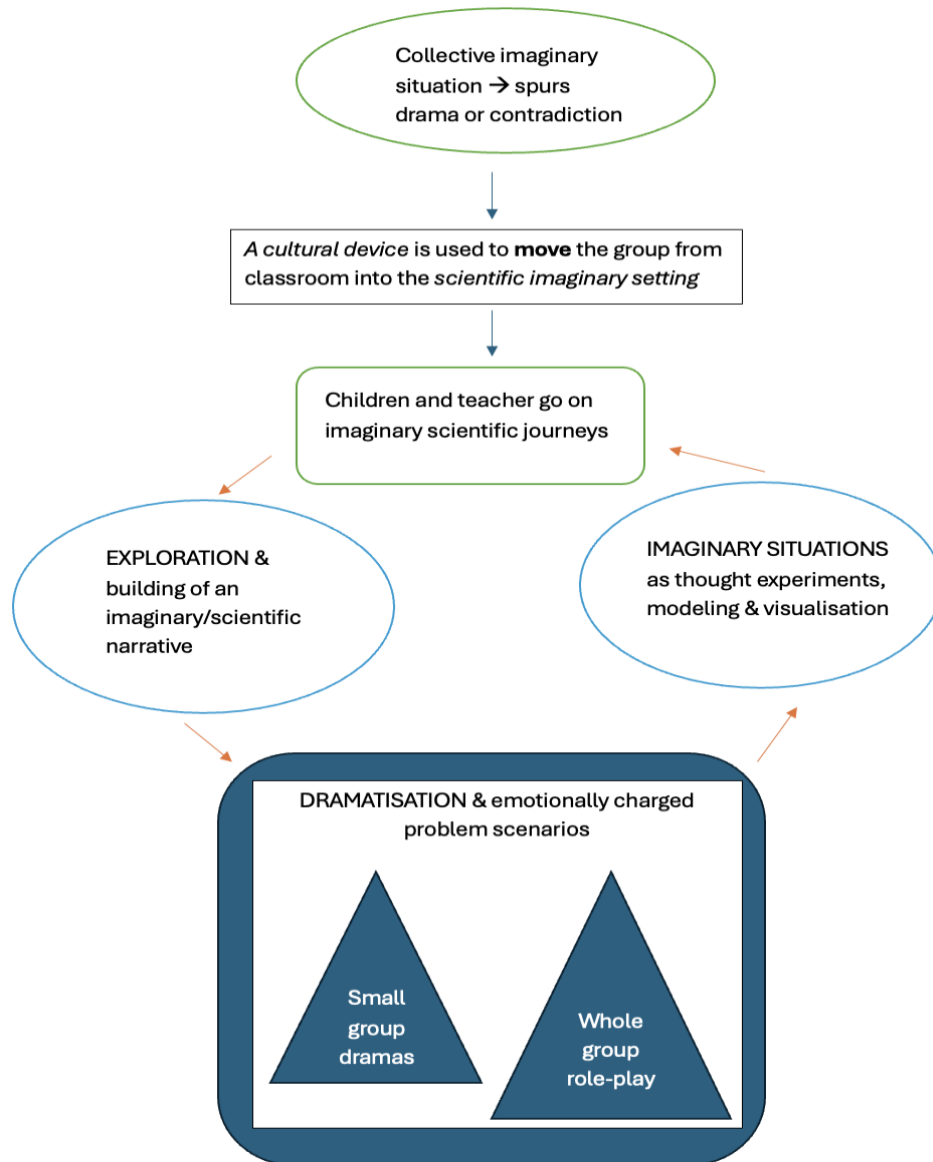 Collective imaginary
situation → spurs
drama or contradiction
A cultural device is used to move the group from
classroom into the scientific imaginary setting
Children and teacher go on
imaginary scientific journeys
EXPLORATION &
building of an
imaginary/scientific
narrative
IMAGINARY SITUATIONS
as thought experiments,
modeling & visualisation
DRAMATISATION & emotionally charged
problem scenarios
Small
group
dramas
Whole
group
role-play